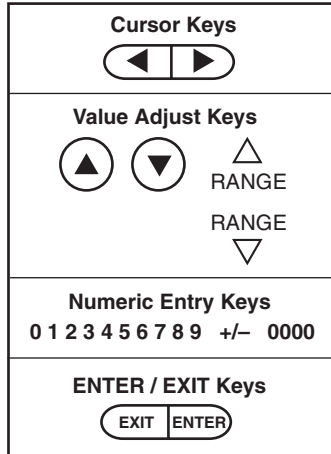 Cursor Keys
Value Adjust Keys
RANGE
RANGE
Numeric Entry Keys
0 1 2 3 4 5 6 7 8 9 +/– 0000
ENTER / EXIT Keys
EXIT ENTER